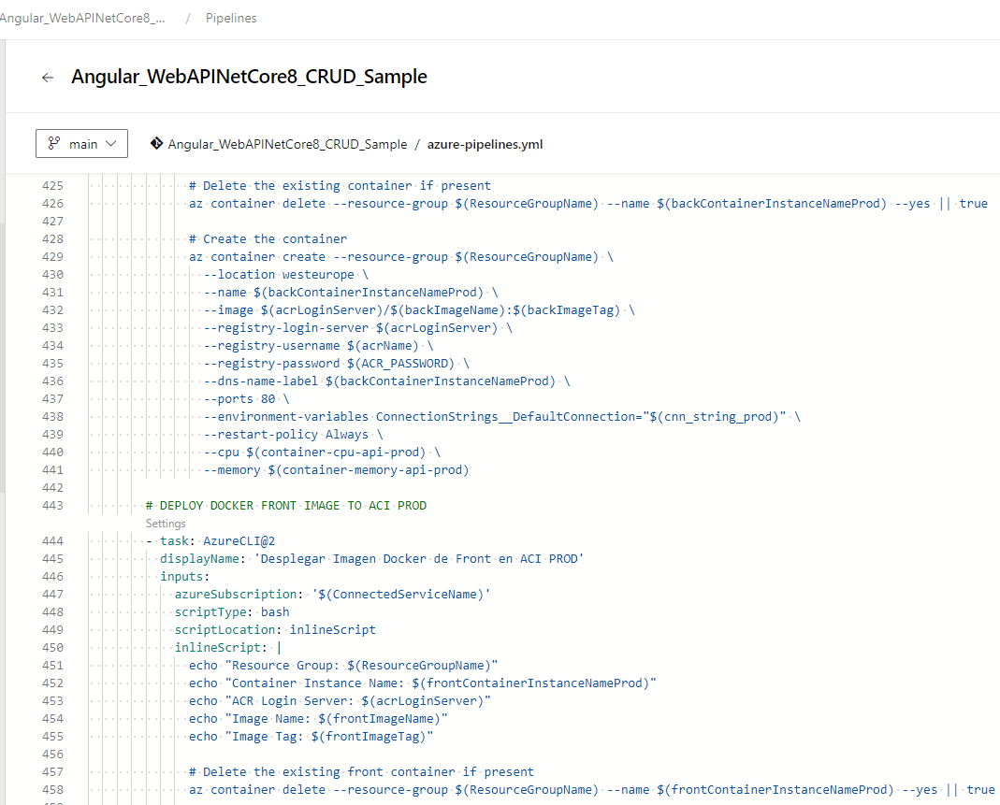 Angular_WebAPINetCore8_... / Pipelines
Angular_WebAPINetCore8_CRUD_Sample
main Angular_WebAPINetCore8_CRUD_Sample / azure-pipelines.yml
425 # Delete the existing container if present
426 az container delete --resource-group $(ResourceGroupName) --name $(backContainerInstanceNameProd) --yes || true
427
428 # Create the container
429 az container create --resource-group $(ResourceGroupName) \
430 --location westeurope \
431 --name $(backContainerInstanceNameProd) \
432 --image $(acrLoginServer)/$(backImageName):$(backImageTag) \
433 --registry-login-server $(acrLoginServer) \
434 --registry-username $(acrName) \
435 --registry-password $(ACR_PASSWORD) \
436 --dns-name-label $(backContainerInstanceNameProd) \
437 --ports 80 \
438 --environment-variables ConnectionStrings__DefaultConnection="$(cnn_string_prod)" \
439 --restart-policy Always \
440 --cpu $(container-cpu-api-prod) \
441 --memory $(container-memory-api-prod)
442
443 # DEPLOY DOCKER FRONT IMAGE TO ACI PROD
Settings
444 - task: AzureCLI@2
445 displayName: 'Desplegar Imagen Docker de Front en ACI PROD'
446 inputs:
447 azureSubscription: '$(ConnectedServiceName)'
448 scriptType: bash
449 scriptLocation: inlineScript
450 inlineScript: |
451 echo "Resource Group: $(ResourceGroupName)"
452 echo "Container Instance Name: $(frontContainerInstanceNameProd)"
453 echo "ACR Login Server: $(acrLoginServer)"
454 echo "Image Name: $(frontImageName)"
455 echo "Image Tag: $(frontImageTag)"
456
457 # Delete the existing front container if present
458 az container delete --resource-group $(ResourceGroupName) --name $(frontContainerInstanceNameProd) --yes || true